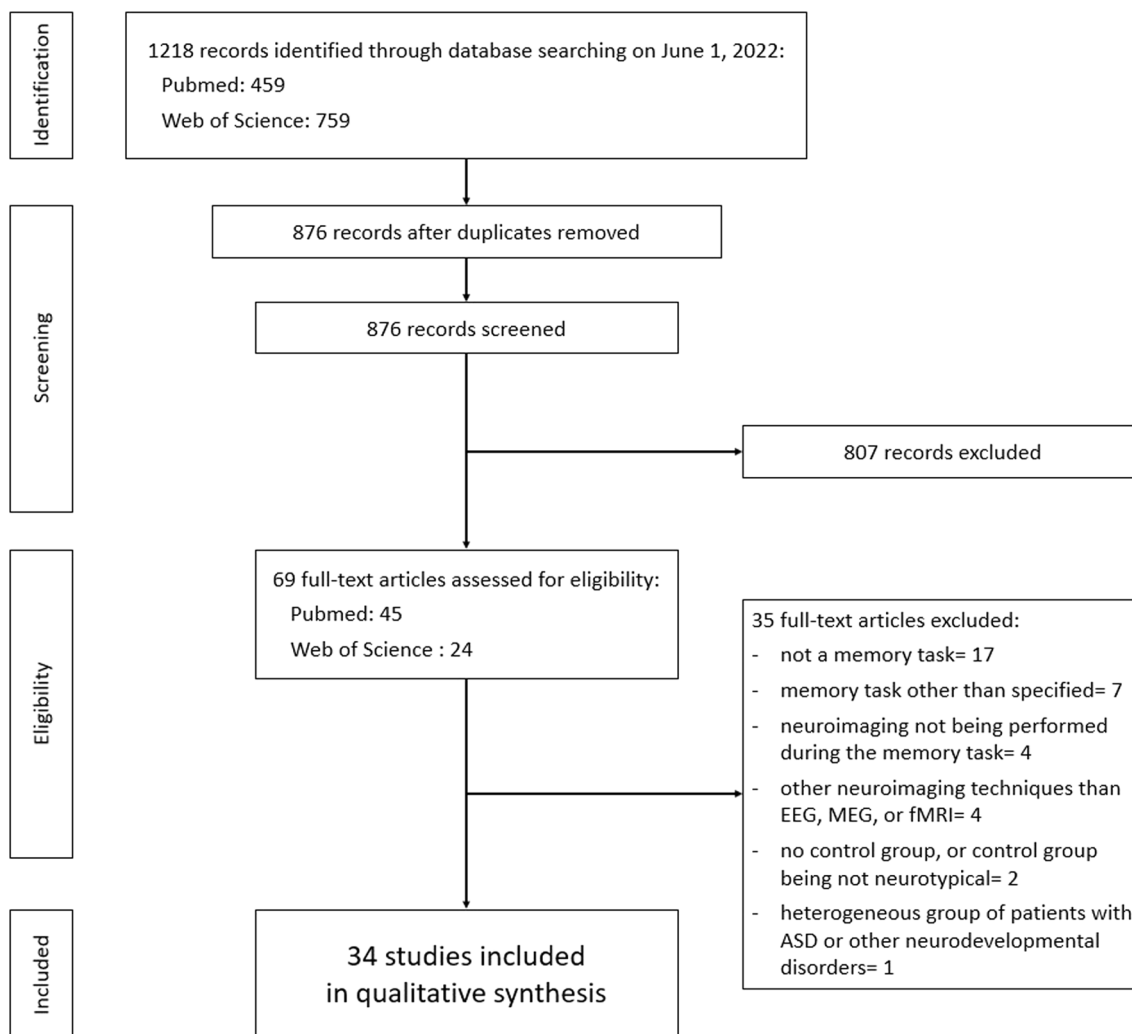 Identification
1218 records identified through database searching on June 1, 2022:
Pubmed: 459
Web of Science: 759
Screening
876 records after duplicates removed
876 records screened
807 records excluded
Eligibility
69 full-text articles assessed for eligibility:
Pubmed: 45
Web of Science : 24
35 full-text articles excluded:
- not a memory task= 17
- memory task other than specified= 7
- neuroimaging not being performed
during the memory task= 4
- other neuroimaging techniques than
EEG, MEG, or fMRI= 4
- no control group, or control group
being not neurotypical= 2
- heterogeneous group of patients with
ASD or other neurodevelopmental
disorders= 1
Included
34 studies included
in qualitative synthesis